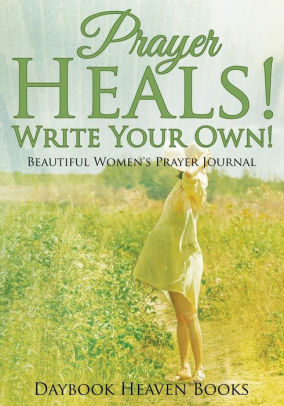 Prayer
HEALS!
WRITE YOUR OWN!
BEAUTIFUL WOMEN'S PRAYER JOURNAL
DAYBOOK HEAVEN BOOKS